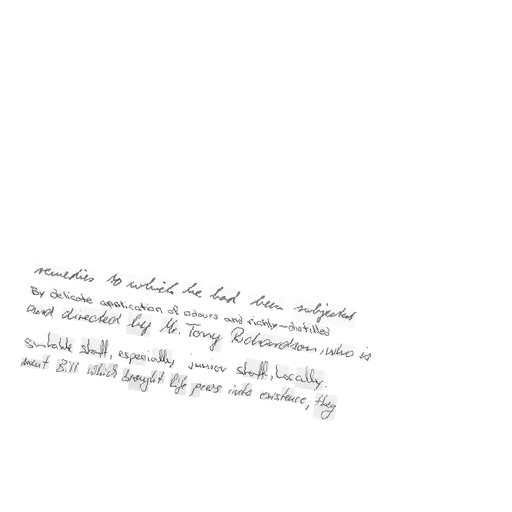 remedies to which he had been subjected
By delicate application of odours and richly-distilled
and directed by Mr. Tony Richardson, who is
Suitable staff, especially junior staff, locally.
ment Bill which brought life peers into existence, they